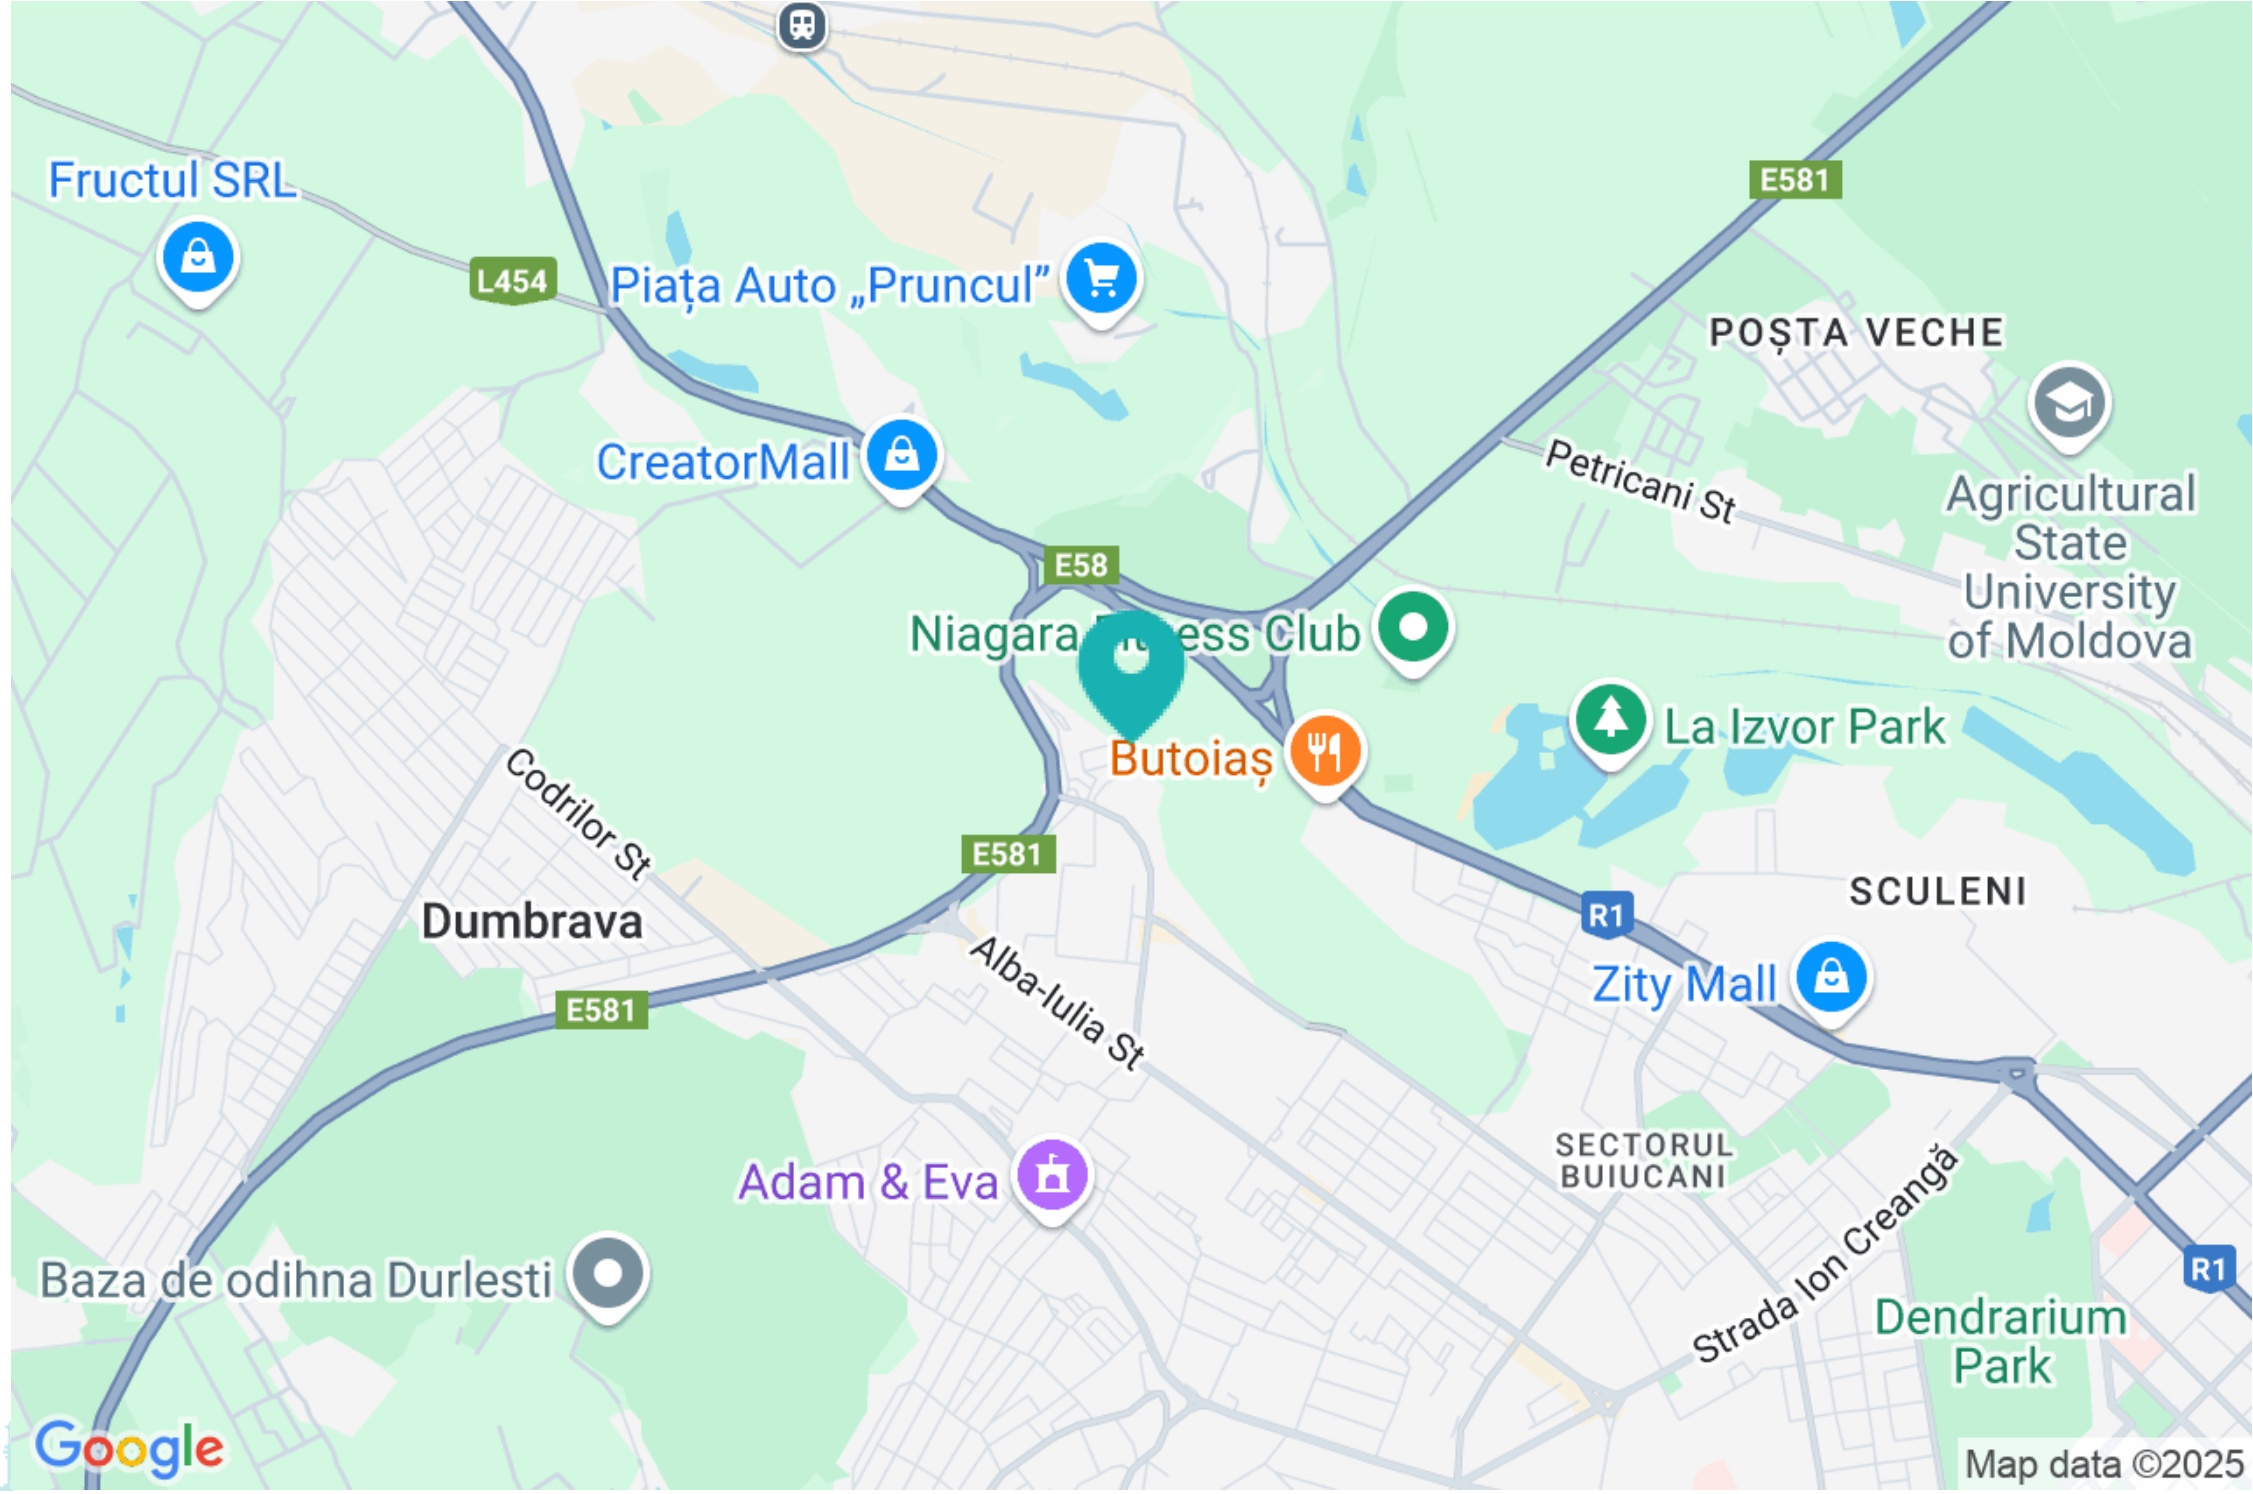 E581
Fructul SRL
L454
Piața Auto „Pruncul”
POȘTA VECHE
CreatorMall
Petricani St
Agricultural
State
University
of Moldova
E58
Niagara Fitness Club
La Izvor Park
Butoiaș
Codrilor St
E581
SCULENI
R1
Dumbrava
Alba-Iulia St
Zity Mall
E581
SECTORUL
BUIUCANI
Adam & Eva
Strada Ion Creangă
Baza de odihna Durlesti
R1
Dendrarium
Park
Google
Map data ©2025